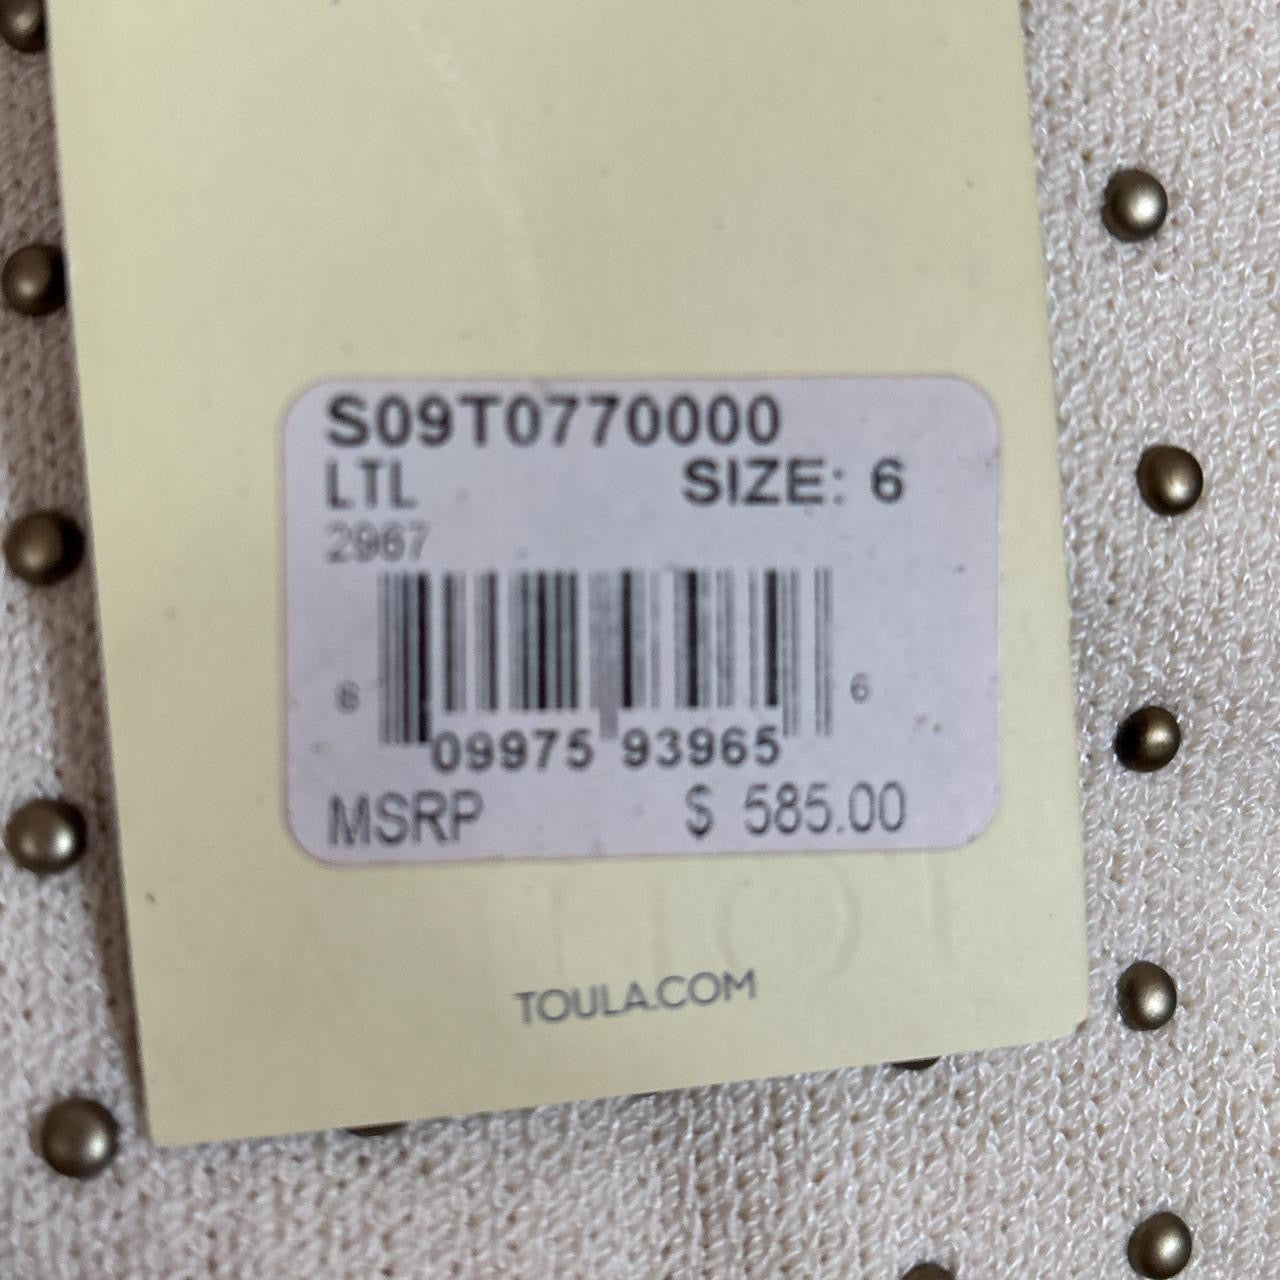 S09T0770000
LTL SIZE: 6
2967
6 09975 93965 6
MSRP $ 585.00
TOULA.COM